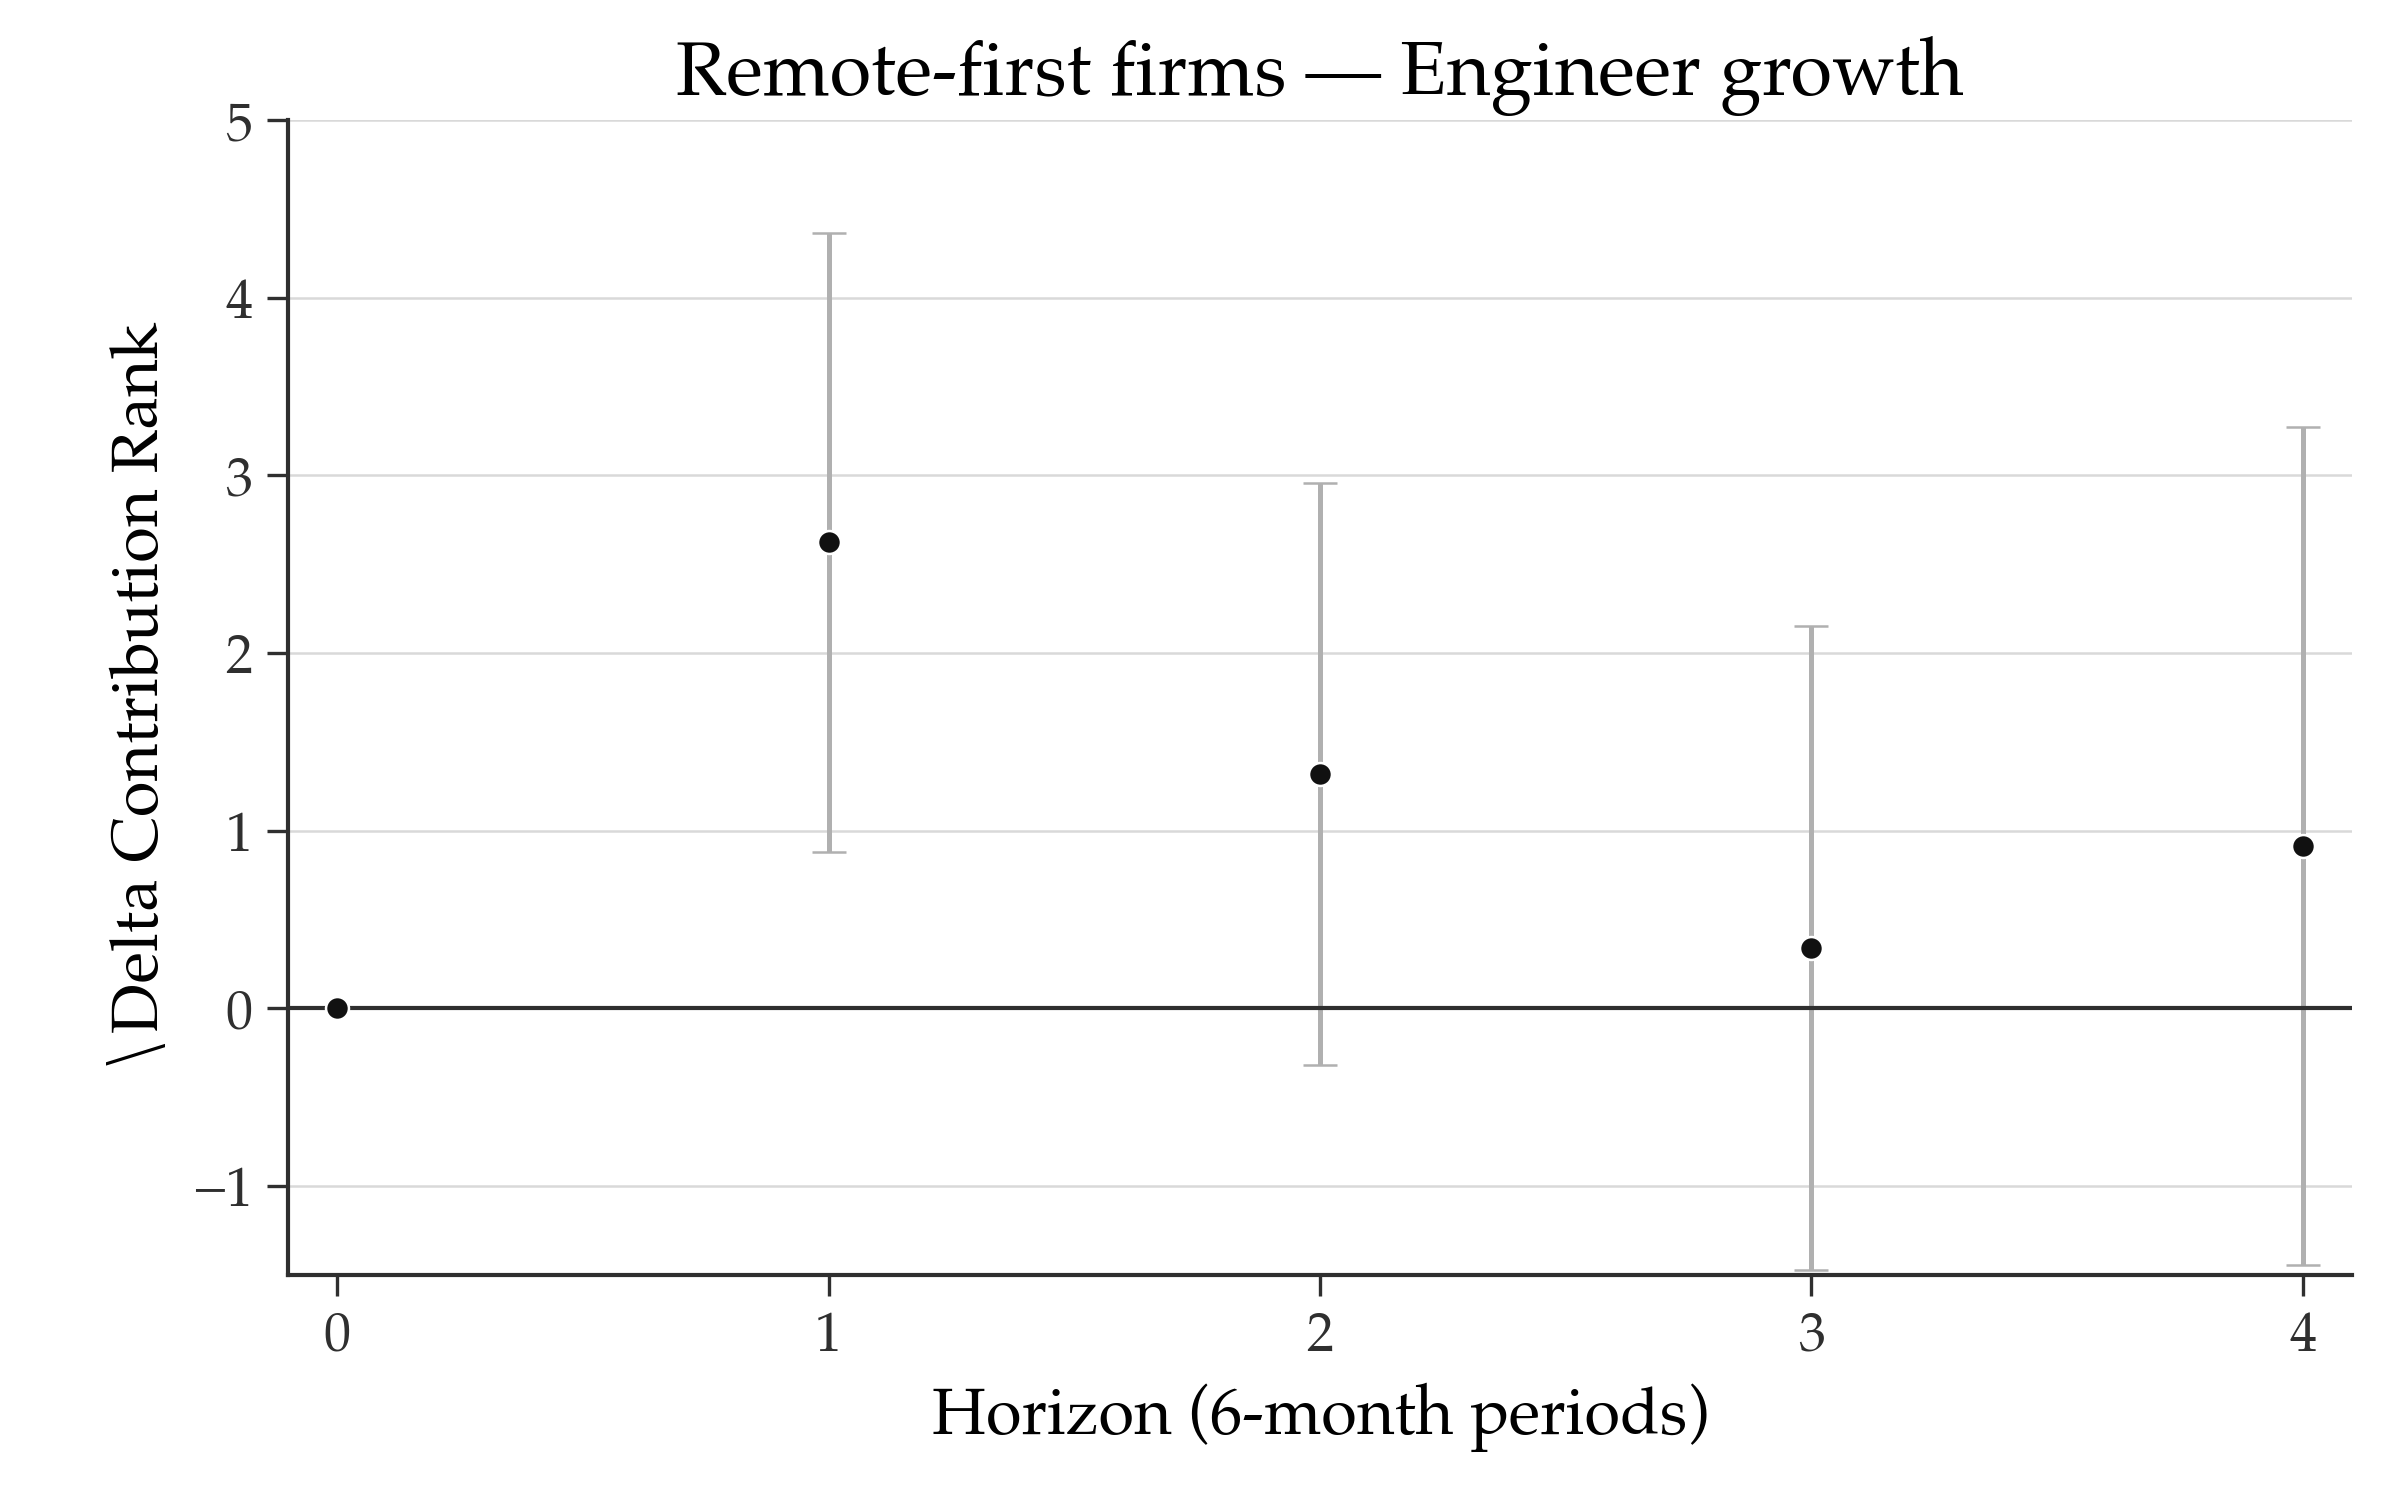 Remote-first firms — Engineer growth
\Delta Contribution Rank
5
4
3
2
1
0
−1
0 1 2 3 4
Horizon (6-month periods)